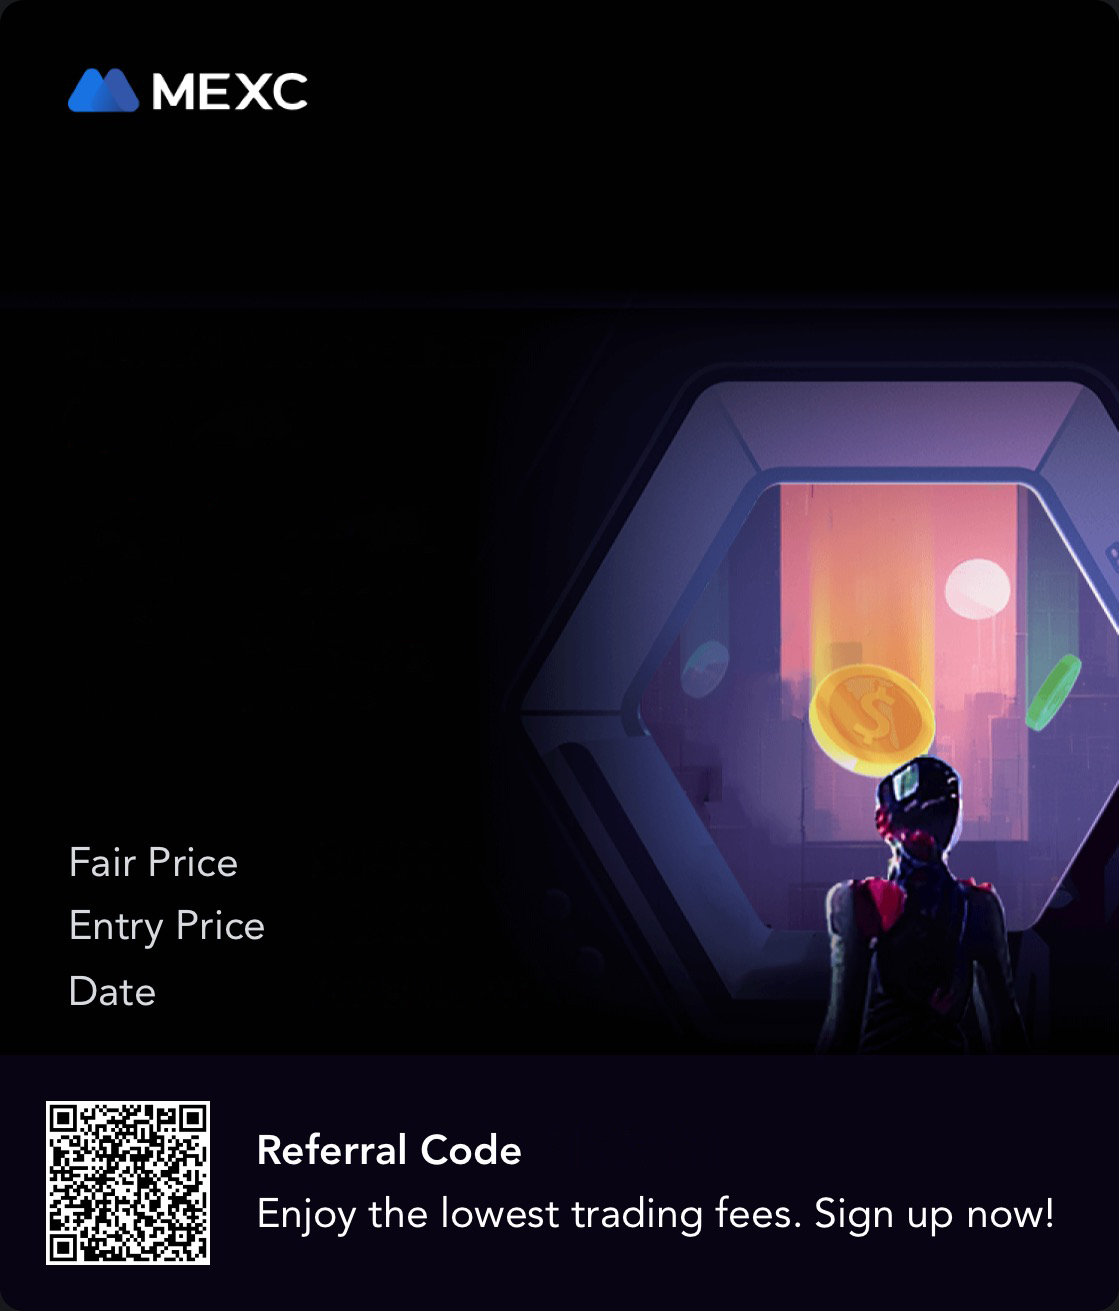 MEXC
Fair Price
Entry Price
Date
Referral Code
Enjoy the lowest trading fees. Sign up now!